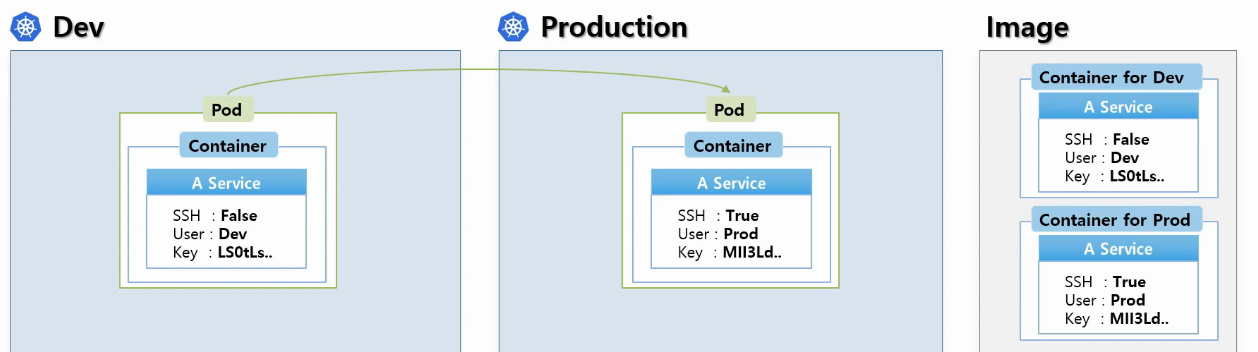 Dev
Pod
Container
A Service
SSH : False
User : Dev
Key : LS0tLs..
Production
Pod
Container
A Service
SSH : True
User : Prod
Key : MII3Ld..
Image
Container for Dev
A Service
SSH : False
User : Dev
Key : LS0tLs..
Container for Prod
A Service
SSH : True
User : Prod
Key : MII3Ld..